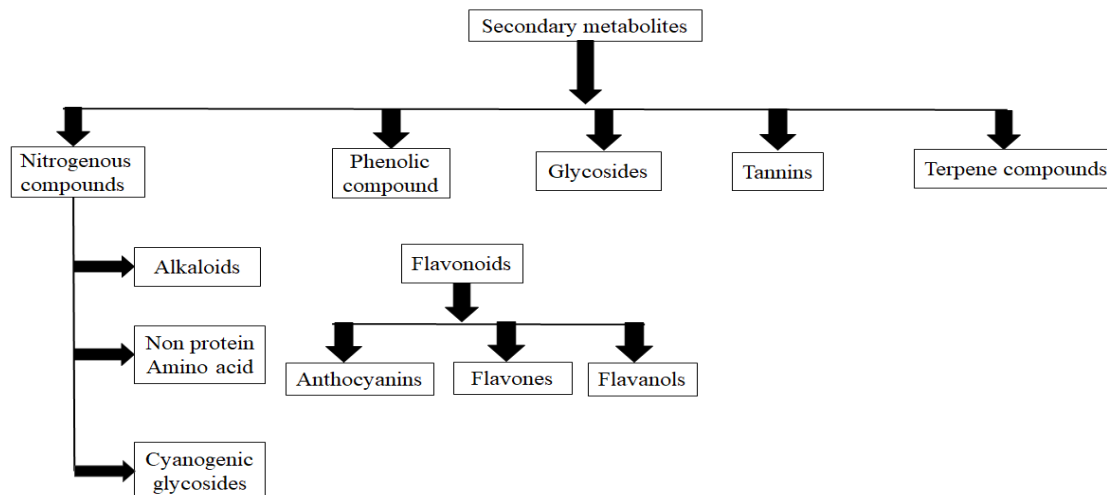 Secondary metabolites
Nitrogenous
compounds
Phenolic
compound
Glycosides
Tannins
Terpene compounds
Alkaloids
Flavonoids
Non protein
Amino acid
Anthocyanins
Flavones
Flavanols
Cyanogenic
glycosides